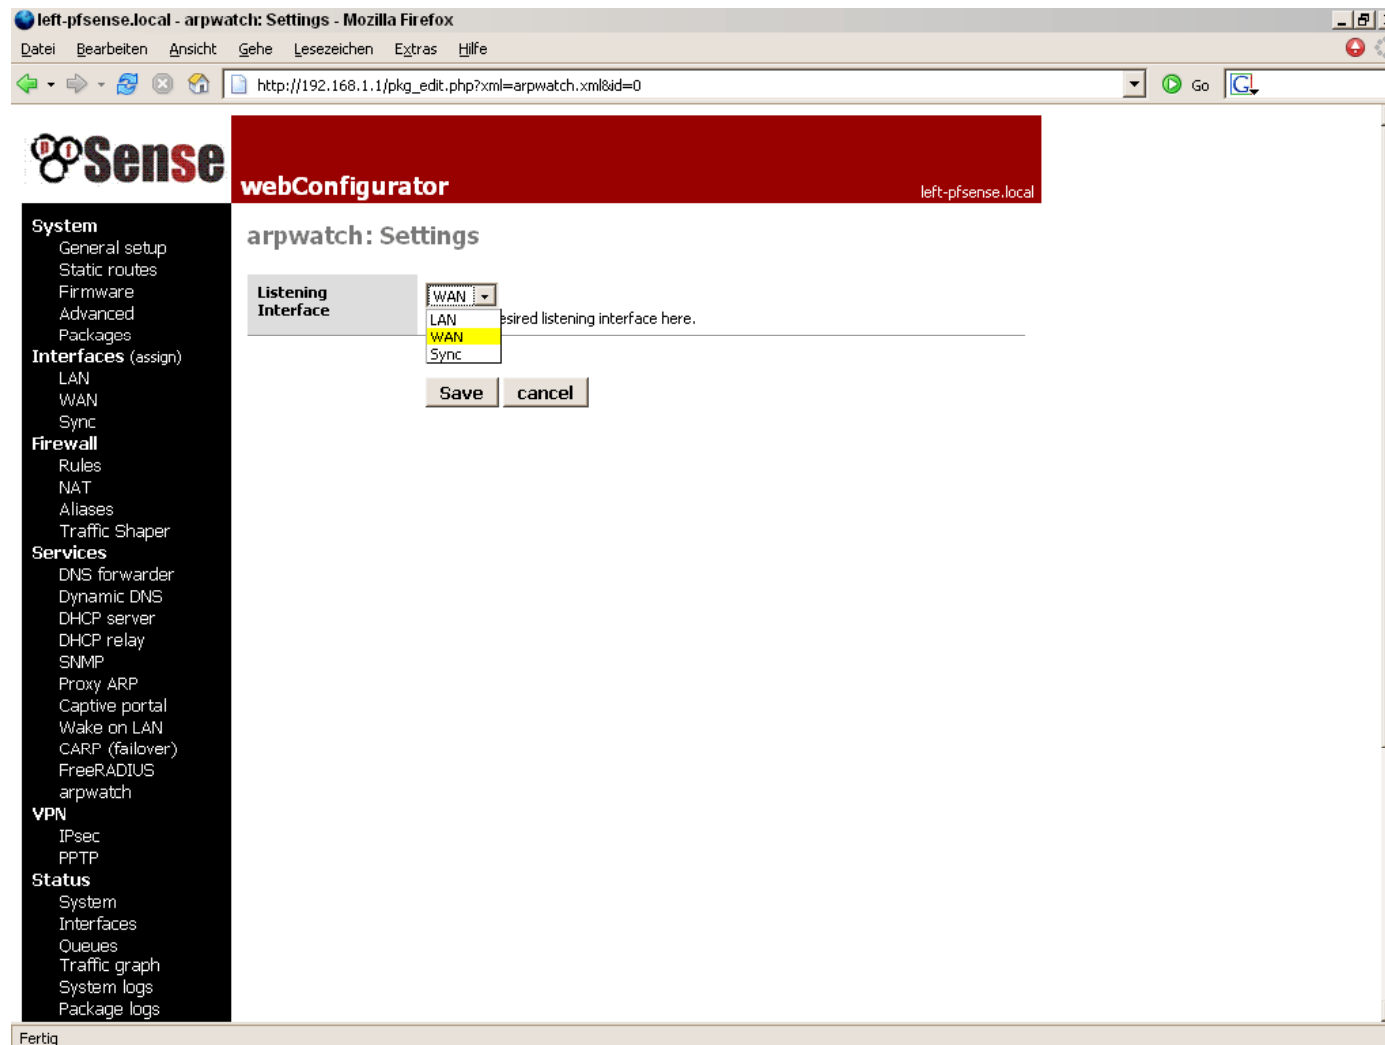 left-pfsense.local - arpwatch: Settings - Mozilla Firefox
Datei Bearbeiten Ansicht Gehe Lesezeichen Extras Hilfe
http://192.168.1.1/pkg_edit.php?xml=arpwatch.xml&id=0 Go G
pfSense
webConfigurator
left-pfsense.local
System
General setup
Static routes
Firmware
Advanced
Packages
Interfaces (assign)
LAN
WAN
Sync
Firewall
Rules
NAT
Aliases
Traffic Shaper
Services
DNS forwarder
Dynamic DNS
DHCP server
DHCP relay
SNMP
Proxy ARP
Captive portal
Wake on LAN
CARP (failover)
FreeRADIUS
arpwatch
VPN
IPsec
PPTP
Status
System
Interfaces
Queues
Traffic graph
System logs
Package logs
arpwatch: Settings
Listening
Interface
WAN
esired listening interface here.
LAN
WAN
Sync
Save cancel
Fertig